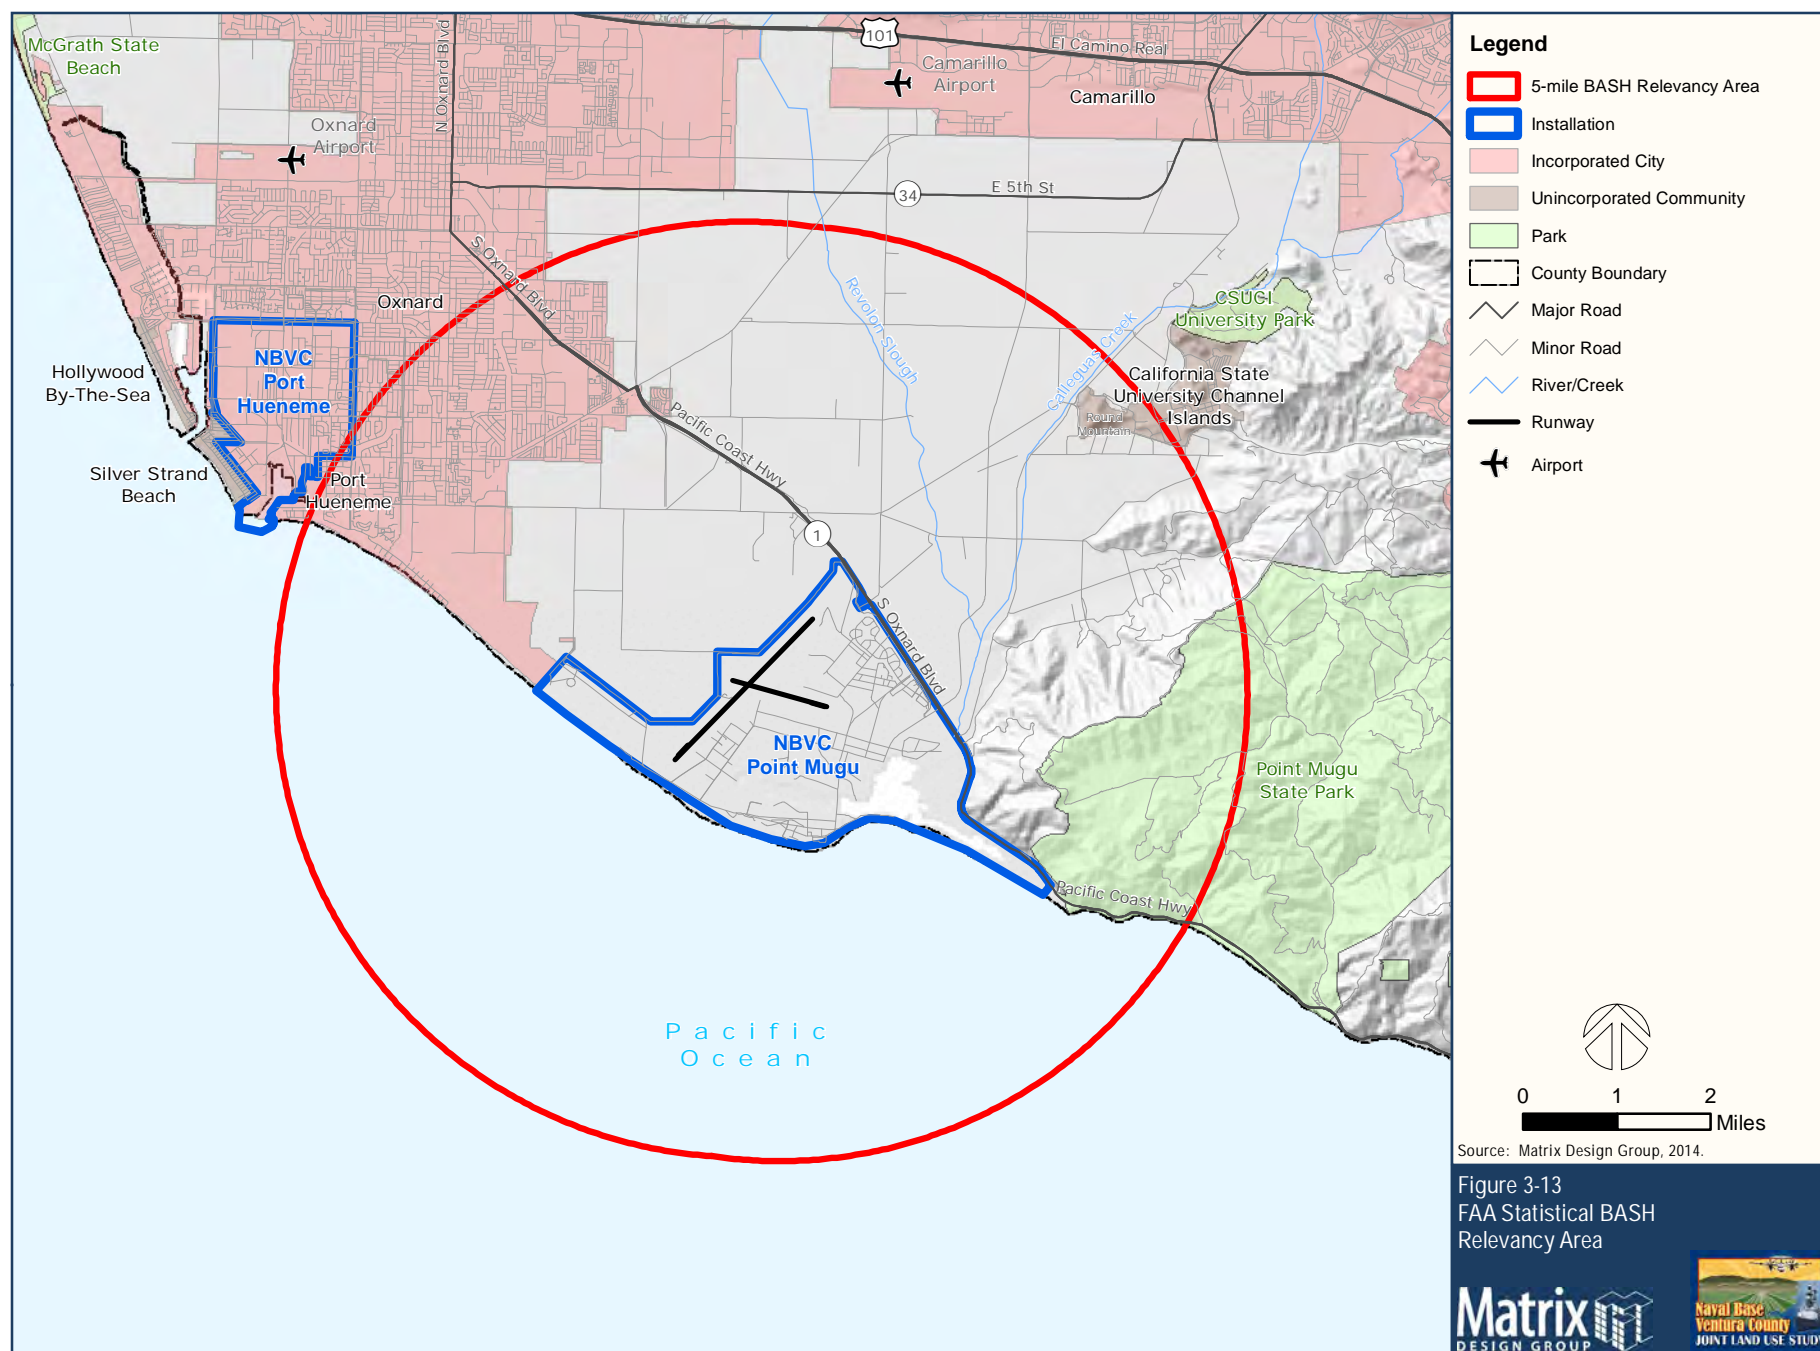 McGrath State
Beach
N Oxnard Blvd
101
El Camino Real
Camarillo
Airport
Camarillo
Oxnard
Airport
34
E 5th St
S Oxnard Blvd
Oxnard
Revolon Slough
Calleguas Creek
CSUCI
University Park
NBVC
Port
Hueneme
Hollywood
By-The-Sea
California State
University Channel
Islands
Round
Mountain
Pacific Coast Hwy
Silver Strand
Beach
Port
Hueneme
1
S Oxnard Blvd
NBVC
Point Mugu
Point Mugu
State Park
Pacific Coast Hwy
Pacific
Ocean
Legend
5-mile BASH Relevancy Area
Installation
Incorporated City
Unincorporated Community
Park
County Boundary
Major Road
Minor Road
River/Creek
Runway
Airport
0 1 2
Miles
Source: Matrix Design Group, 2014.
Figure 3-13
FAA Statistical BASH
Relevancy Area
Matrix
DESIGN GROUP
Naval Base
Ventura County
JOINT LAND USE STUDY